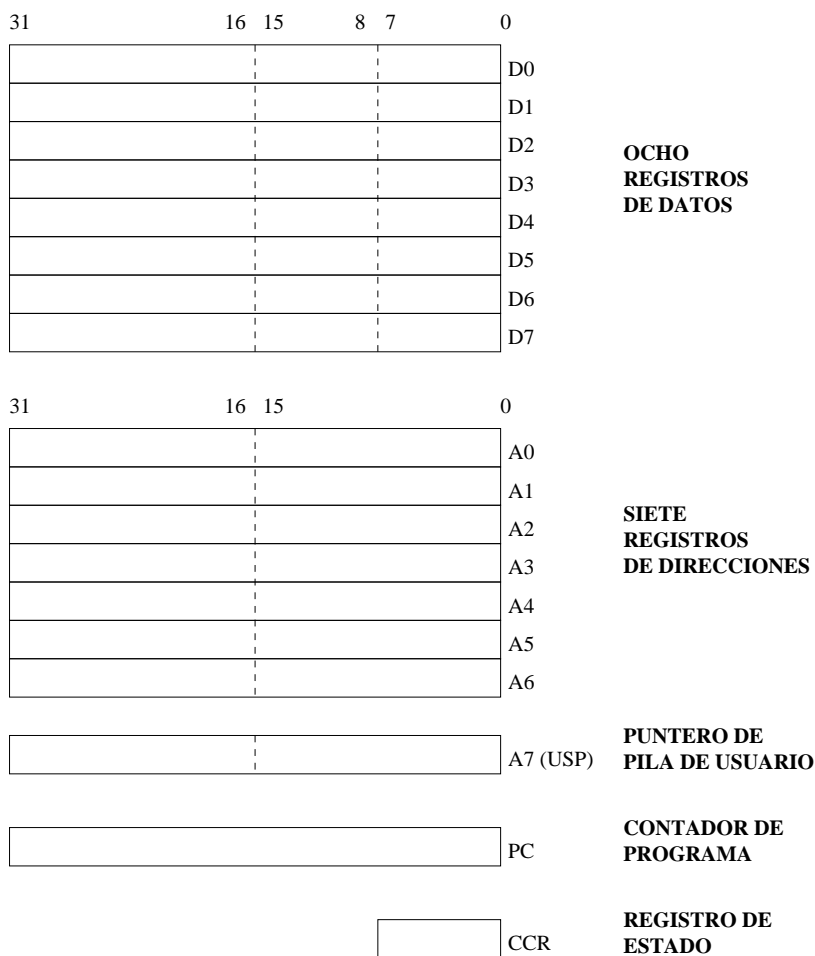 31 16 15 8 7 0
D0
D1
D2
D3
D4
D5
D6
D7
OCHO
REGISTROS
DE DATOS
31 16 15 0
A0
A1
A2
A3
A4
A5
A6
SIETE
REGISTROS
DE DIRECCIONES
A7 (USP)
PUNTERO DE
PILA DE USUARIO
PC
CONTADOR DE
PROGRAMA
CCR
REGISTRO DE
ESTADO